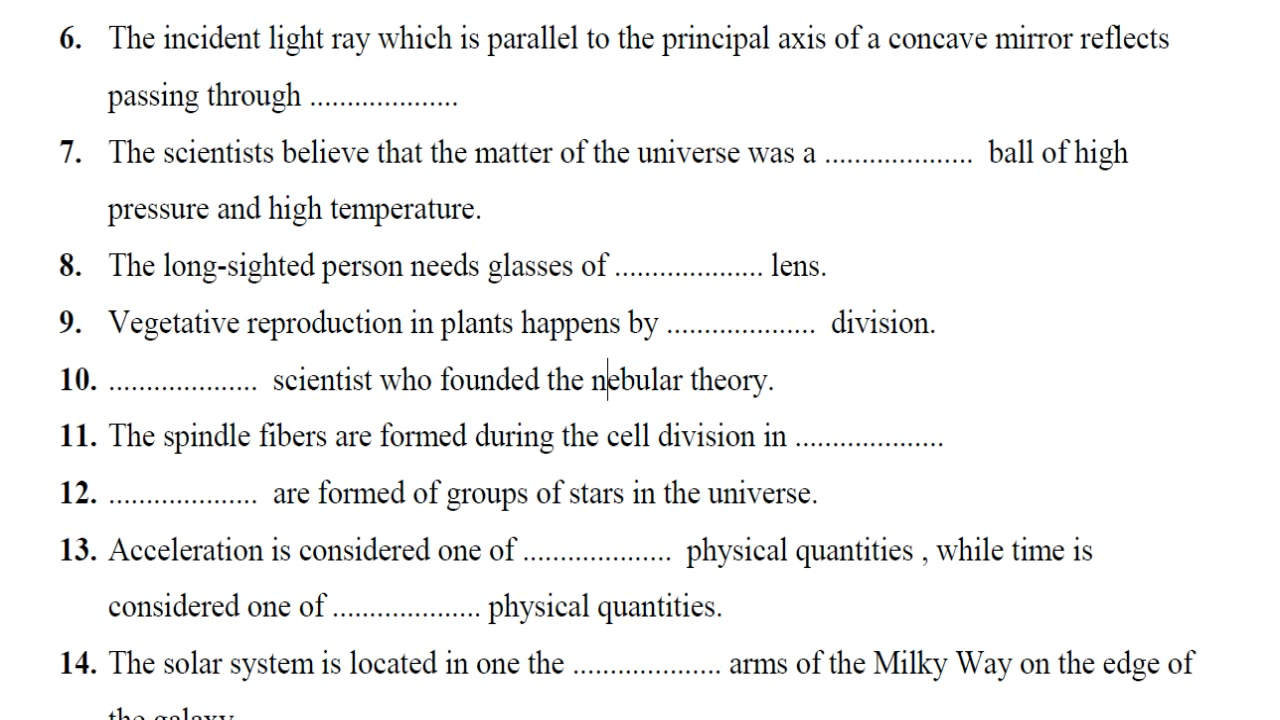 6. The incident light ray which is parallel to the principal axis of a concave mirror reflects
passing through ....................
7. The scientists believe that the matter of the universe was a .................... ball of high
pressure and high temperature.
8. The long-sighted person needs glasses of .................... lens.
9. Vegetative reproduction in plants happens by .................... division.
10. .................... scientist who founded the nebular theory.
11. The spindle fibers are formed during the cell division in ....................
12. .................... are formed of groups of stars in the universe.
13. Acceleration is considered one of .................... physical quantities , while time is
considered one of .................... physical quantities.
14. The solar system is located in one the .................... arms of the Milky Way on the edge of
the galaxy